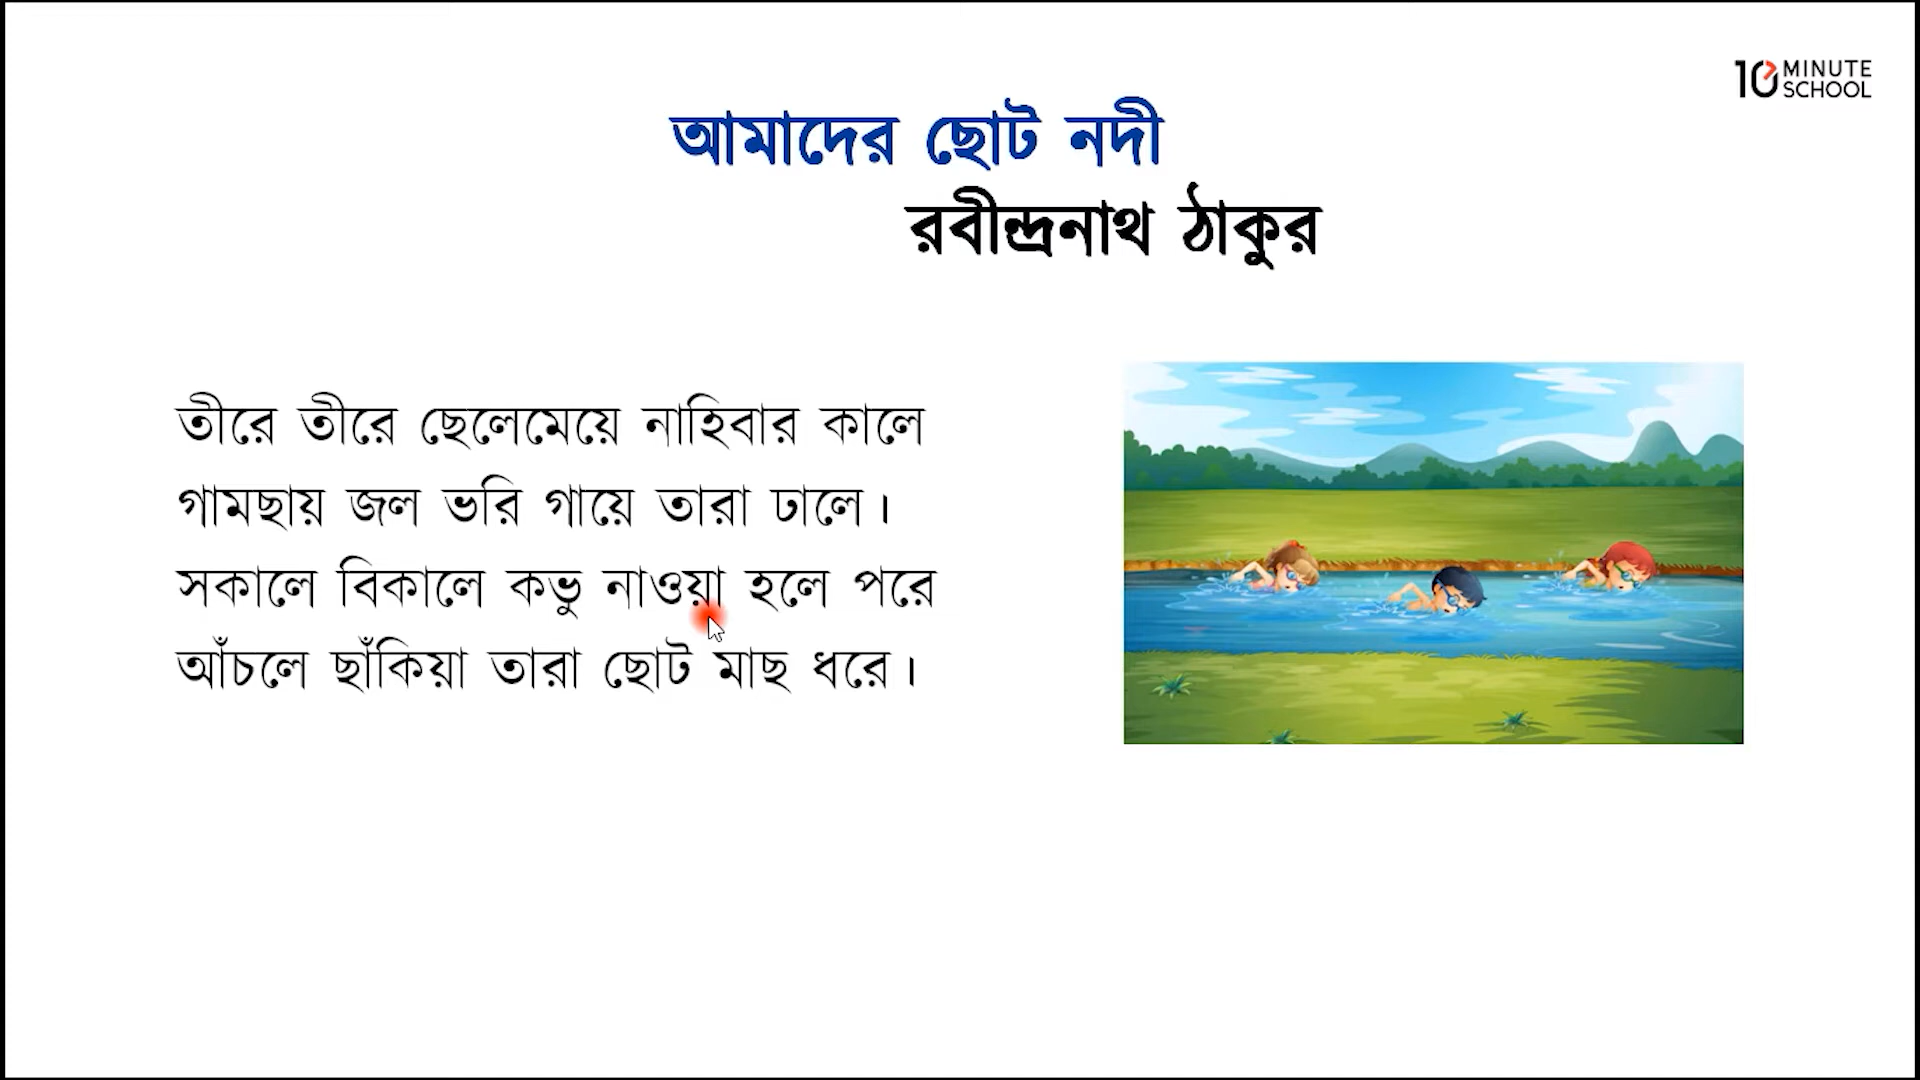 10 MINUTE
SCHOOL
আমাদের ছোট নদী
রবীন্দ্রনাথ ঠাকুর
তীরে তীরে ছেলেমেয়ে নাহিবার কালে
গামছায় জল ভরি গায়ে তারা ঢালে।
সকালে বিকালে কভু নাওয়া হলে পরে
আঁচলে ছাঁকিয়া তারা ছোট মাছ ধরে।